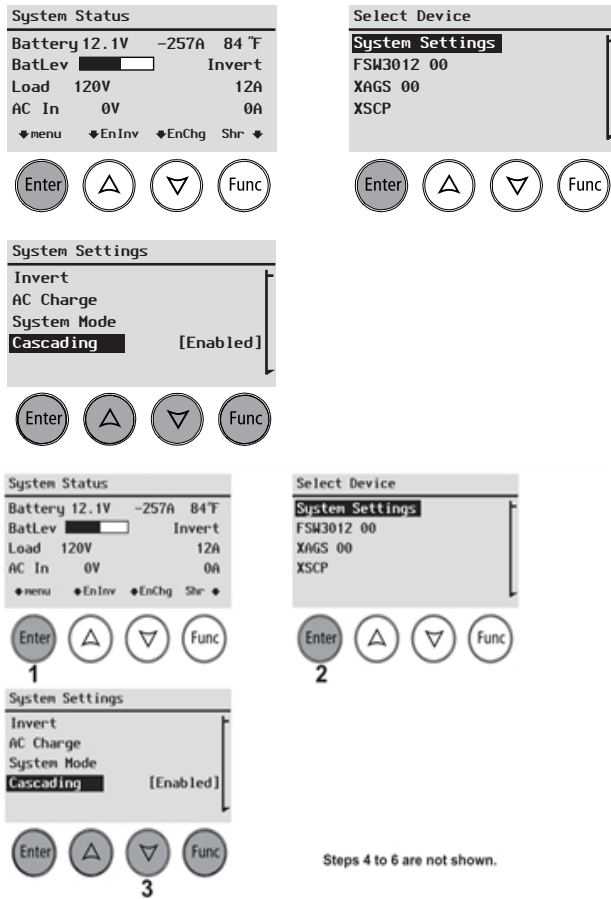 System Status
Battery 12.1V -257A 84 °F
BatLev Invert
Load 120V 12A
AC In 0V 0A
menu EnInv EnChg Shr
Enter Func
Select Device
System Settings
FSW3012 00
XAGS 00
XSCP
Enter Func
System Settings
Invert
AC Charge
System Mode
Cascading [Enabled]
Enter Func
System Status
Battery 12.1V -257A 84°F
BatLev Invert
Load 120V 12A
AC In 0V 0A
menu EnInv EnChg Shr
Enter Func
1
Select Device
System Settings
FSW3012 00
XAGS 00
XSCP
Enter Func
2
System Settings
Invert
AC Charge
System Mode
Cascading [Enabled]
Enter Func
3
Steps 4 to 6 are not shown.